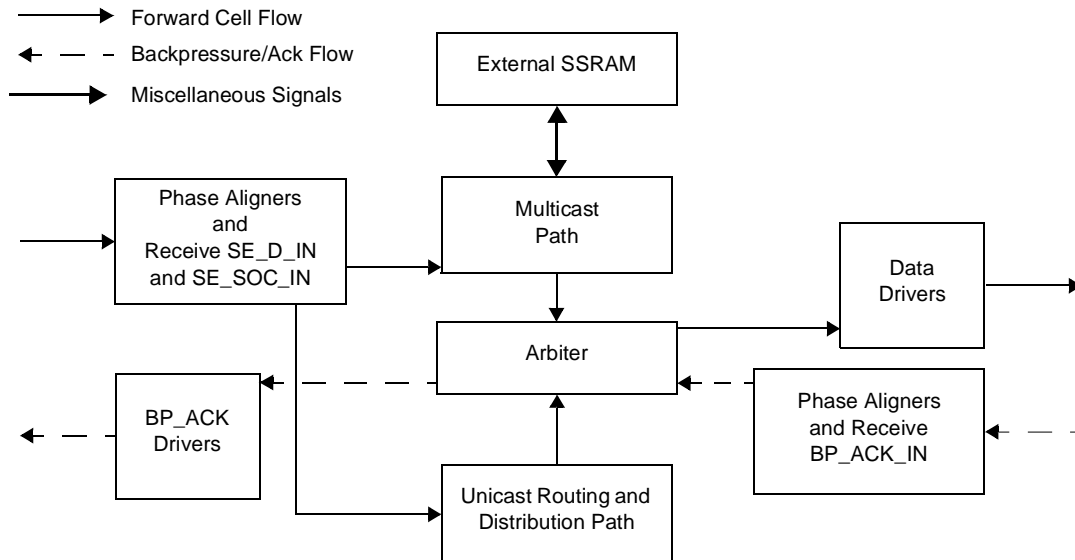 Forward Cell Flow
Backpressure/Ack Flow
Miscellaneous Signals
External SSRAM
Phase Aligners
and
Receive SE_D_IN
and SE_SOC_IN
Multicast
Path
Data
Drivers
Arbiter
BP_ACK
Drivers
Phase Aligners
and Receive
BP_ACK_IN
Unicast Routing and
Distribution Path